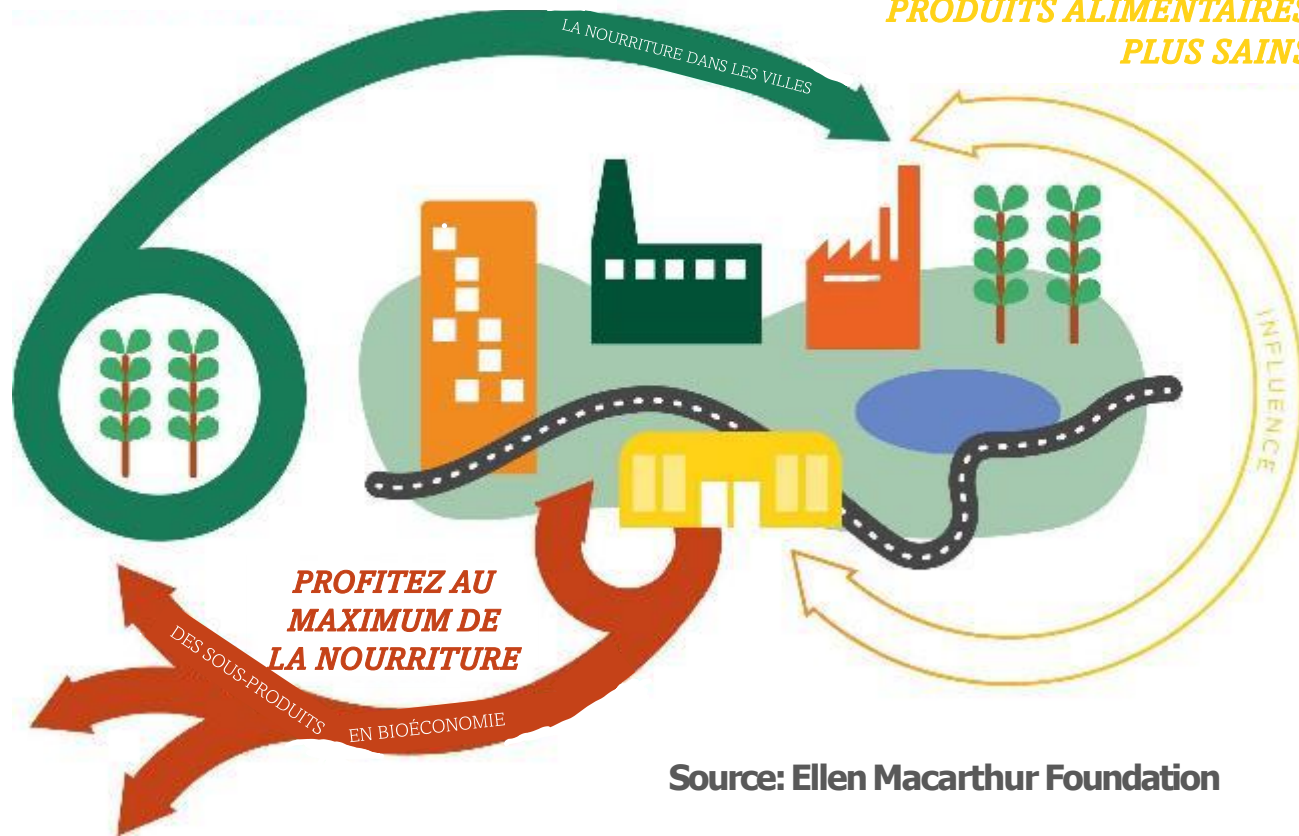 PRODUITS ALIMENTAIRES
PLUS SAINS
LA NOURRITURE DANS LES VILLES
INFLUENCE
PROFITEZ AU
MAXIMUM DE
LA NOURRITURE
DES SOUS-PRODUITS EN BIOÉCONOMIE
Source: Ellen Macarthur Foundation